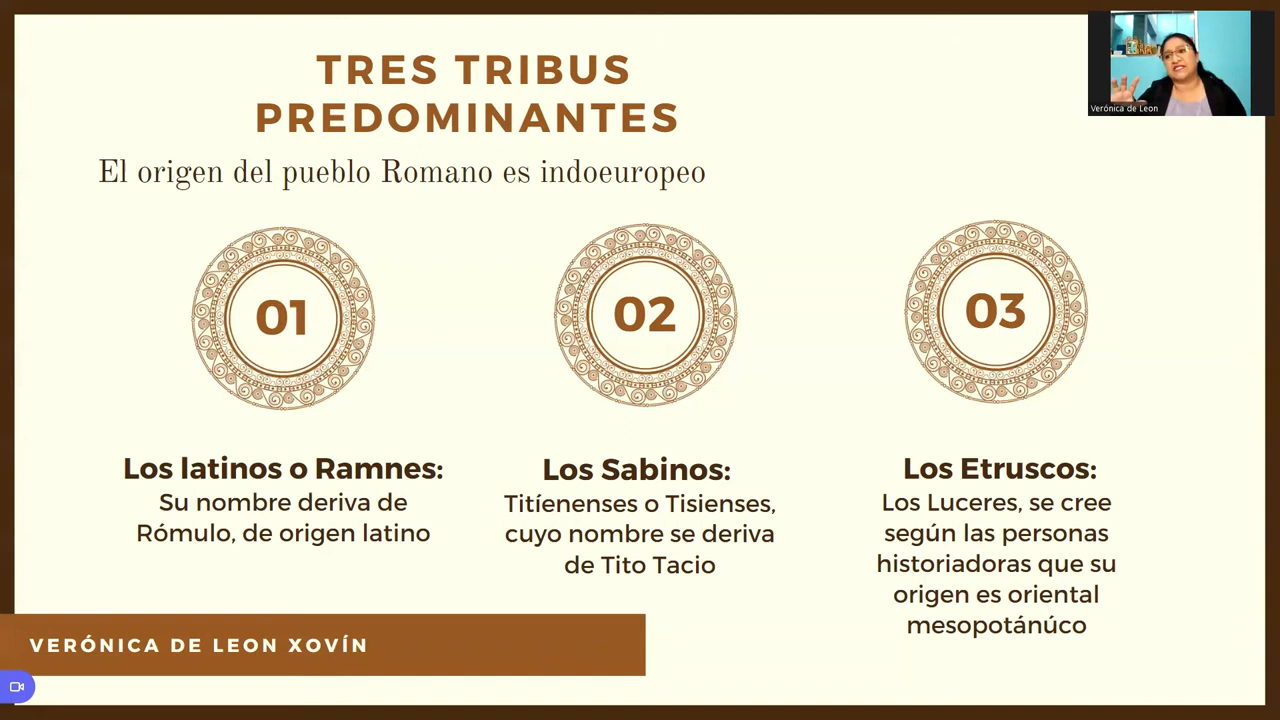 TRES TRIBUS
PREDOMINANTES
El origen del pueblo Romano es indoeuropeo
Verónica de Leon
01
02
03
Los latinos o Ramnes:
Su nombre deriva de
Rómulo, de origen latino
Los Sabinos:
Titíenenses o Tisienses,
cuyo nombre se deriva
de Tito Tacio
Los Etruscos:
Los Luceres, se cree
según las personas
historiadoras que su
origen es oriental
mesopotánúco
VERÓNICA DE LEON XOVÍN